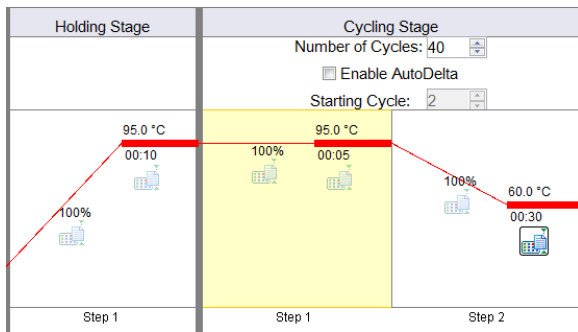 Holding Stage
Cycling Stage
Number of Cycles: 40
Enable AutoDelta
Starting Cycle: 2
95.0 °C
00:10
100%
95.0 °C
100%
00:05
100%
60.0 °C
00:30
Step 1
Step 1
Step 2